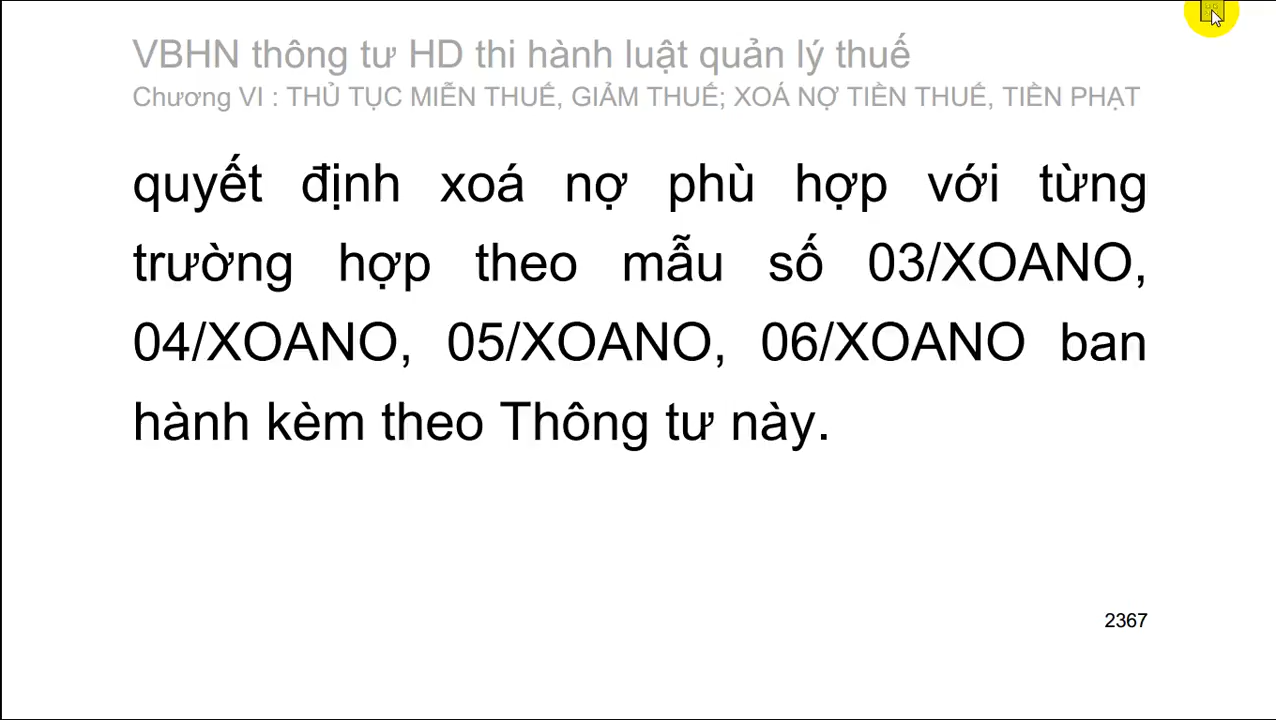 VBHN thông tư HD thi hành luật quản lý thuế
Chương VI : THỦ TỤC MIỄN THUẾ, GIẢM THUẾ; XOÁ NỢ TIỀN THUẾ, TIỀN PHẠT
quyết định xoá nợ phù hợp với từng
trường hợp theo mẫu số 03/XOANO,
04/XOANO, 05/XOANO, 06/XOANO ban
hành kèm theo Thông tư này.
2367